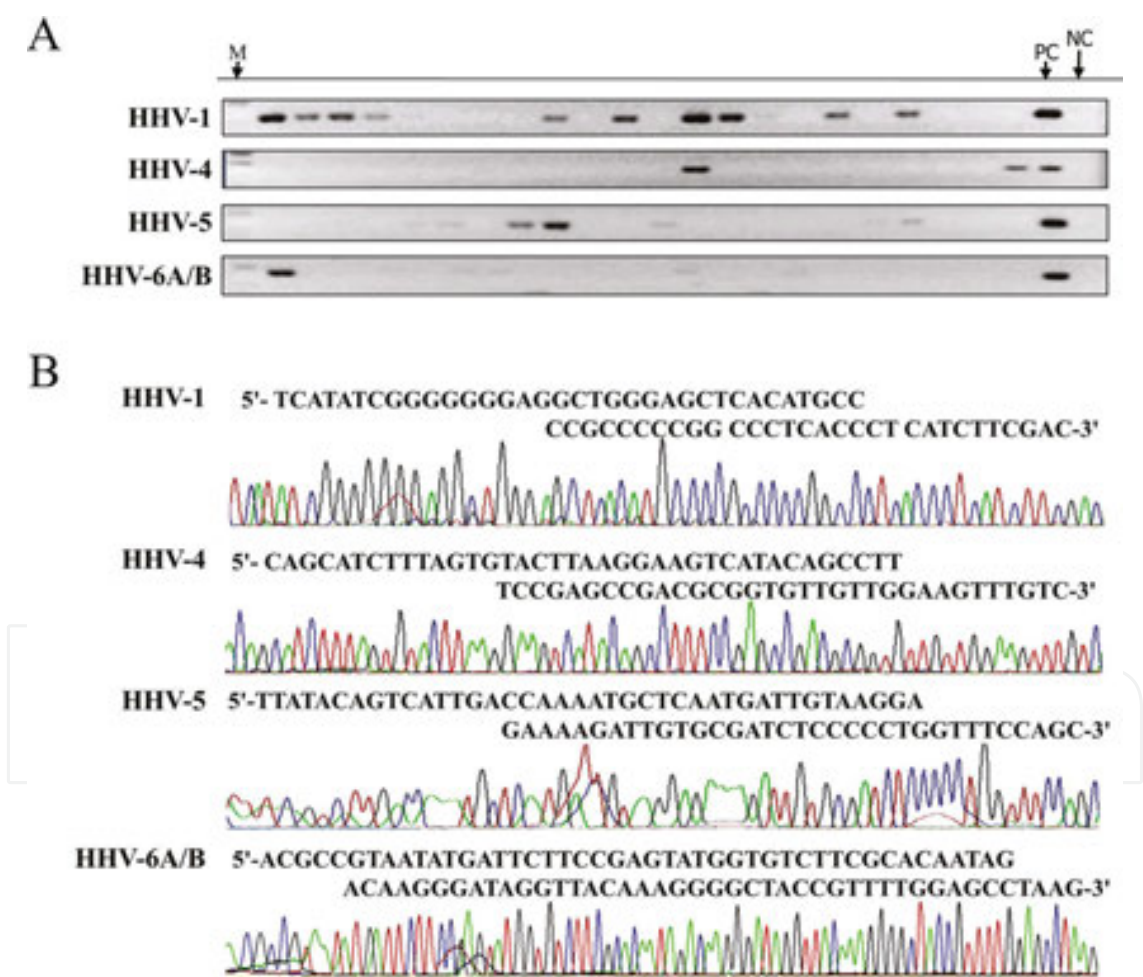 A
M
PC
NC
HHV-1
HHV-4
HHV-5
HHV-6A/B
B
HHV-1 5'- TCATATCGGGGGGGAGGCTGGGAGCTCACATGCC
CCGCCCCCGG CCCTCACCCT CATCTTCGAC-3'
HHV-4 5'- CAGCATCTTTAGTGTACTTAAGGAAGTCATACAGCCTT
TCCGAGCCGACGCGGTGTTGTTGGAAGTTTGTC-3'
HHV-5 5'-TTATACAGTCATTGACCAAAATGCTCAATGATTGTAAGGA
GAAAAGATTGTGCGATCTCCCCCTGGTTTCCAGC-3'
HHV-6A/B 5'-ACGCCGTAATATGATTCTTCCGAGTATGGTGTCTTCGCACAATAG
ACAAGGGATAGGTTACAAAGGGGCTACCGTTTTGGAGCCTAAG-3'